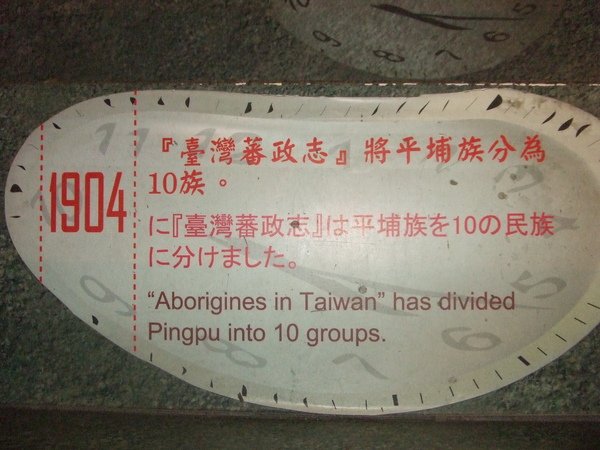 1904
『臺灣蕃政志』將平埔族分為
10族。
に『臺灣蕃政志』は平埔族を10の民族
に分けました。
“Aborigines in Taiwan” has divided
Pingpu into 10 groups.